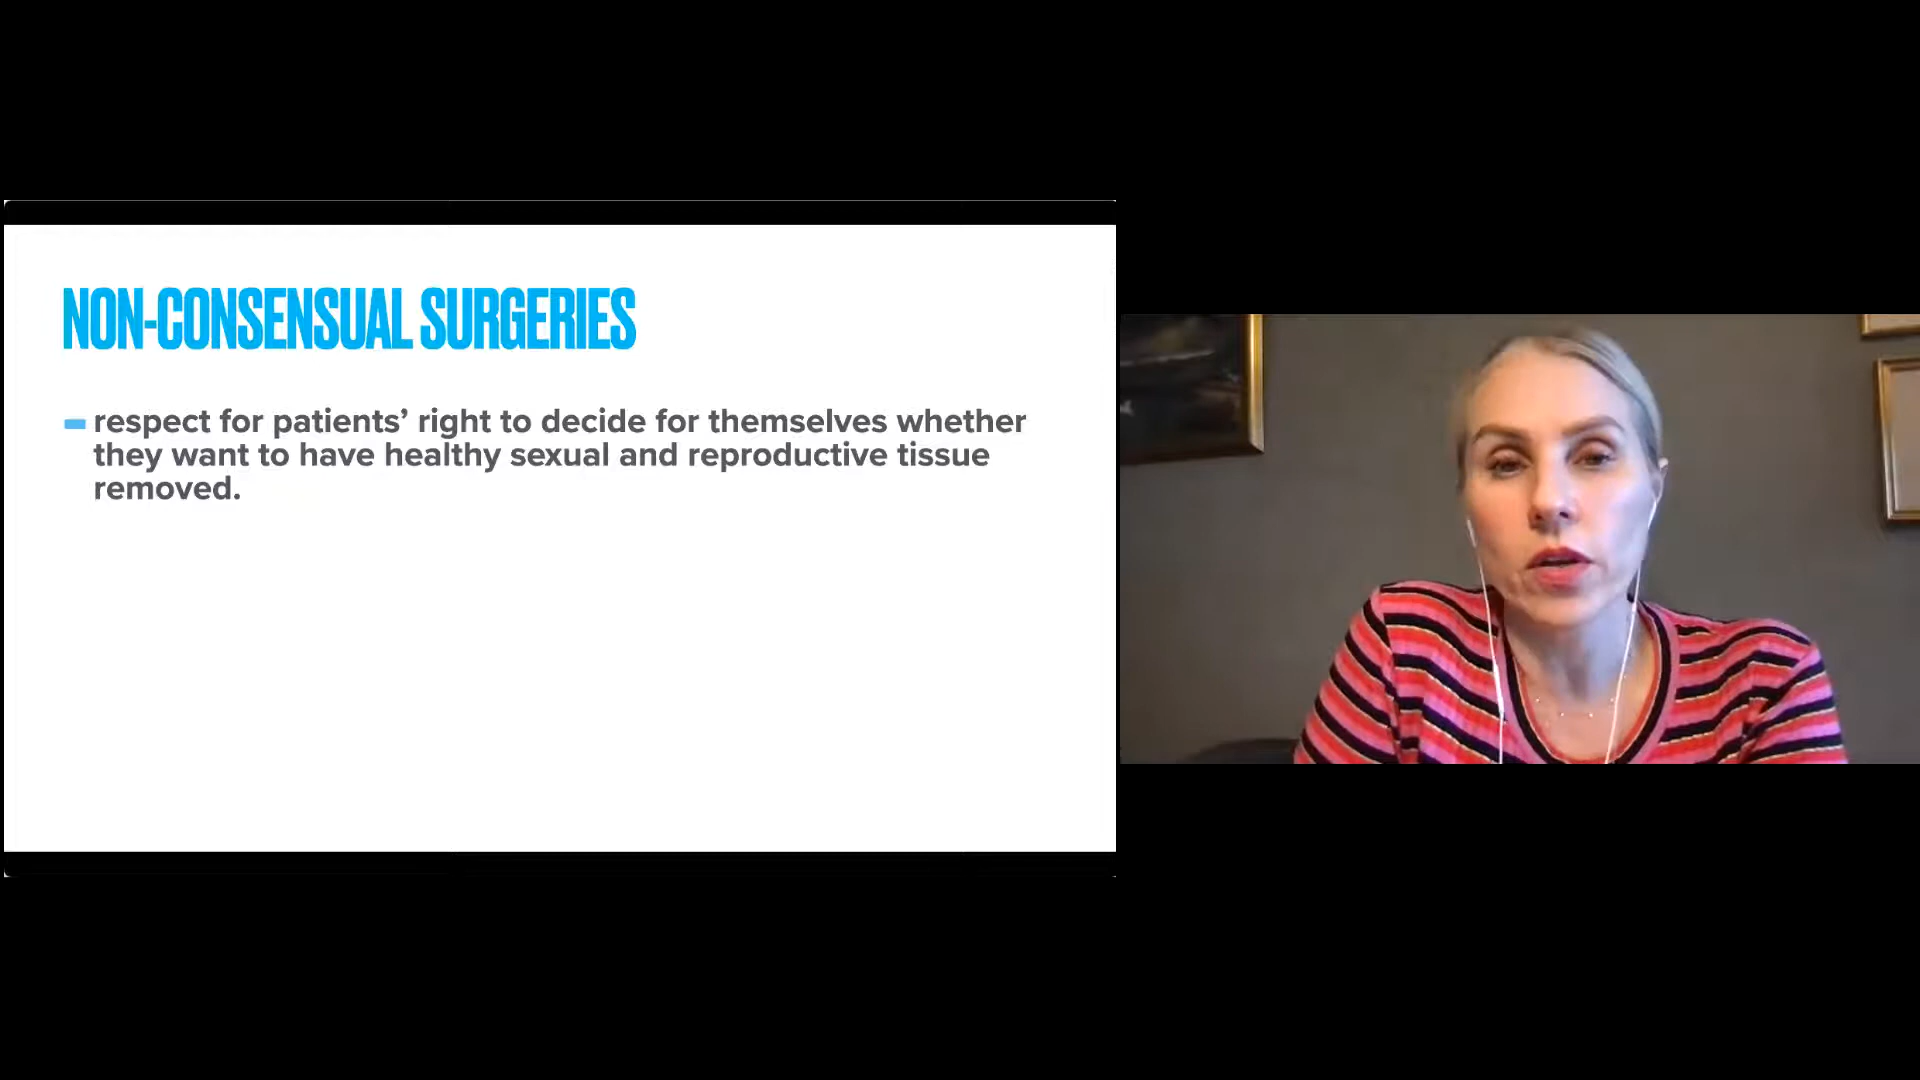 NON-CONSENSUAL SURGERIES
respect for patients’ right to decide for themselves whether
they want to have healthy sexual and reproductive tissue
removed.